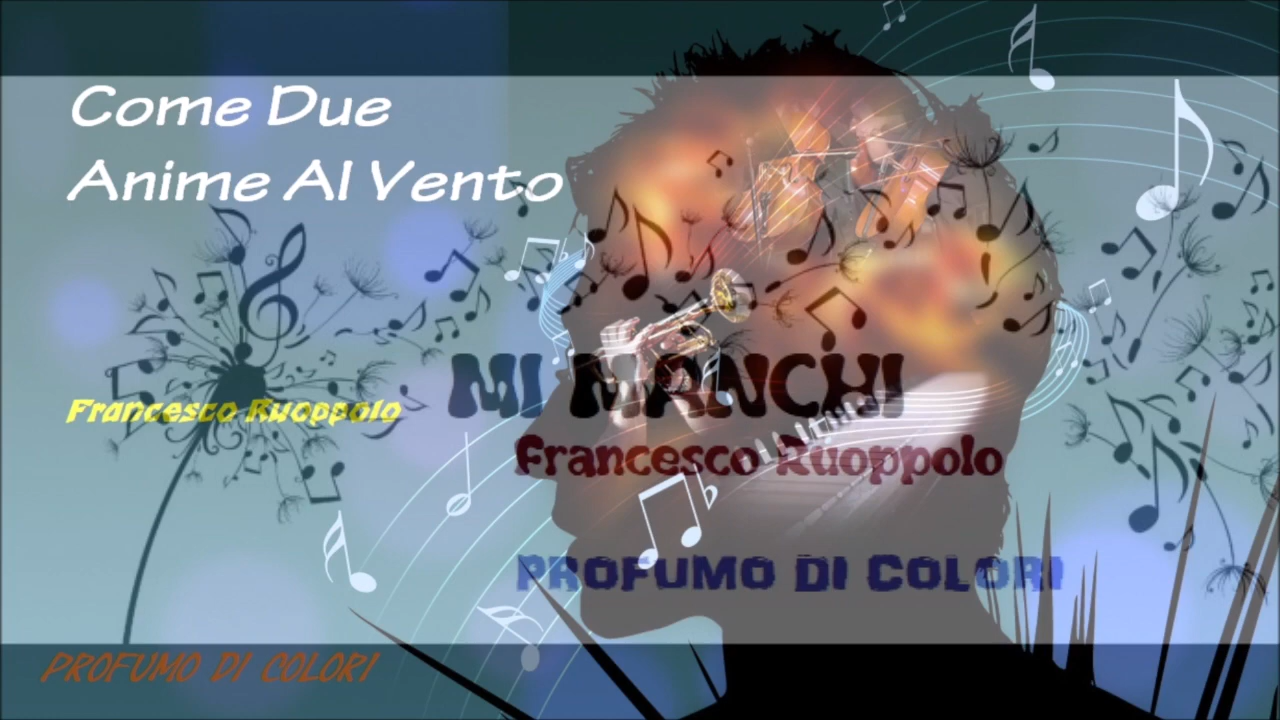 Come Due
Anime Al Vento
Francesco Ruoppolo
MI MANCHI
Francesco Ruoppolo
PROFUMO DI COLORI
PROFUMO DI COLORI